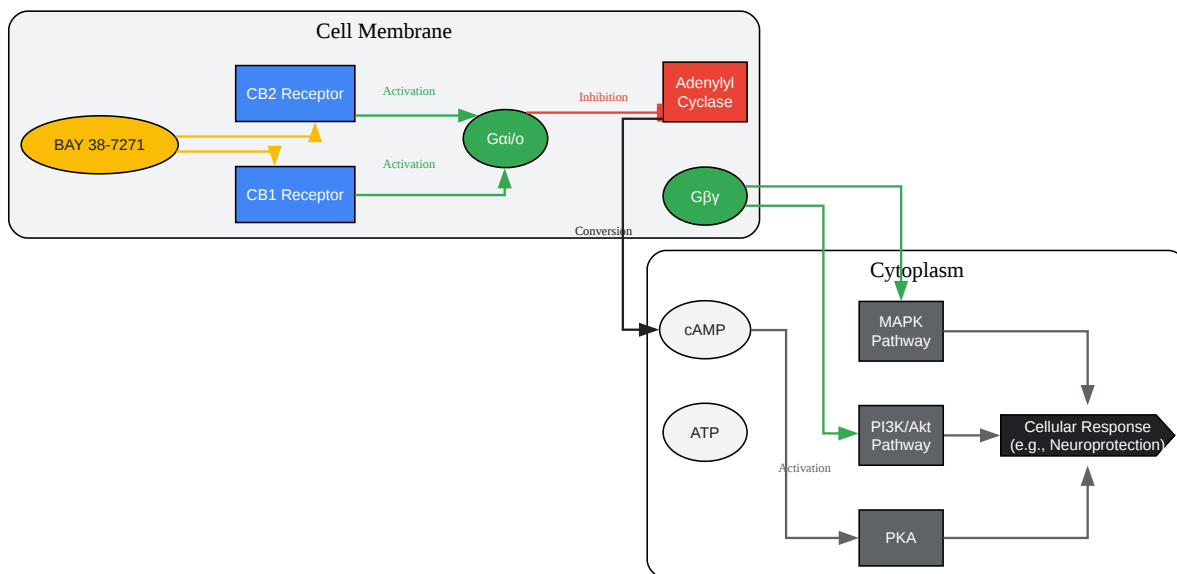 Cell Membrane
CB2 Receptor
Activation
Inhibition
Adenylyl
Cyclase
BAY 38-7271
Gαi/o
Activation
CB1 Receptor
Gβγ
Conversion
Cytoplasm
cAMP
MAPK
Pathway
ATP
PI3K/Akt
Pathway
Cellular Response
(e.g., Neuroprotection)
Activation
PKA